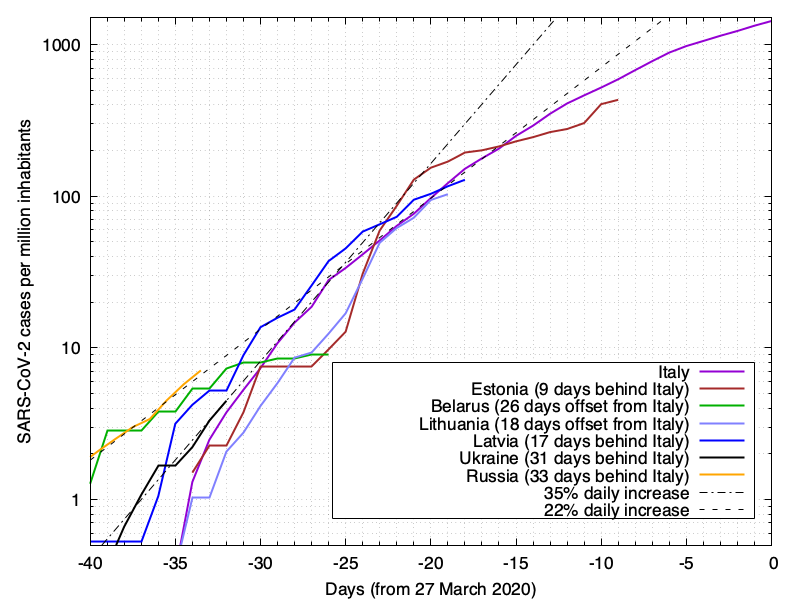 1000
100
10
1
SARS-CoV-2 cases per million inhabitants
Italy
Estonia (9 days behind Italy)
Belarus (26 days offset from Italy)
Lithuania (18 days offset from Italy)
Latvia (17 days behind Italy)
Ukraine (31 days behind Italy)
Russia (33 days behind Italy)
35% daily increase
22% daily increase
-40 -35 -30 -25 -20 -15 -10 -5 0
Days (from 27 March 2020)